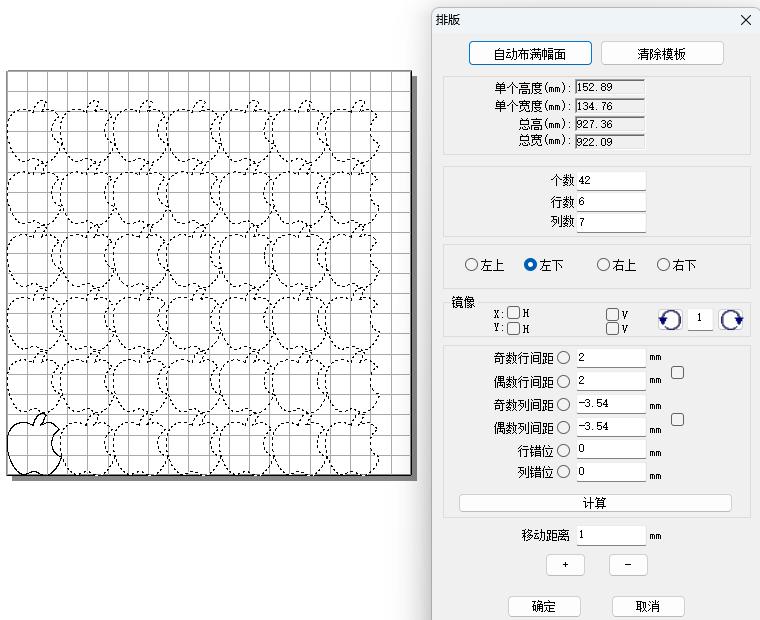 排版
自动布满幅面 清除模板
单个高度(mm): 152.89
单个宽度(mm): 134.76
总高(mm): 927.36
总宽(mm): 922.09
个数 42
行数 6
列数 7
左上 左下 右上 右下
镜像
X: H V
Y: H V
1
奇数行间距 2 mm
偶数行间距 2 mm
奇数列间距 -3.54 mm
偶数列间距 -3.54 mm
行错位 0 mm
列错位 0 mm
计算
移动距离 1 mm
+ -
确定 取消